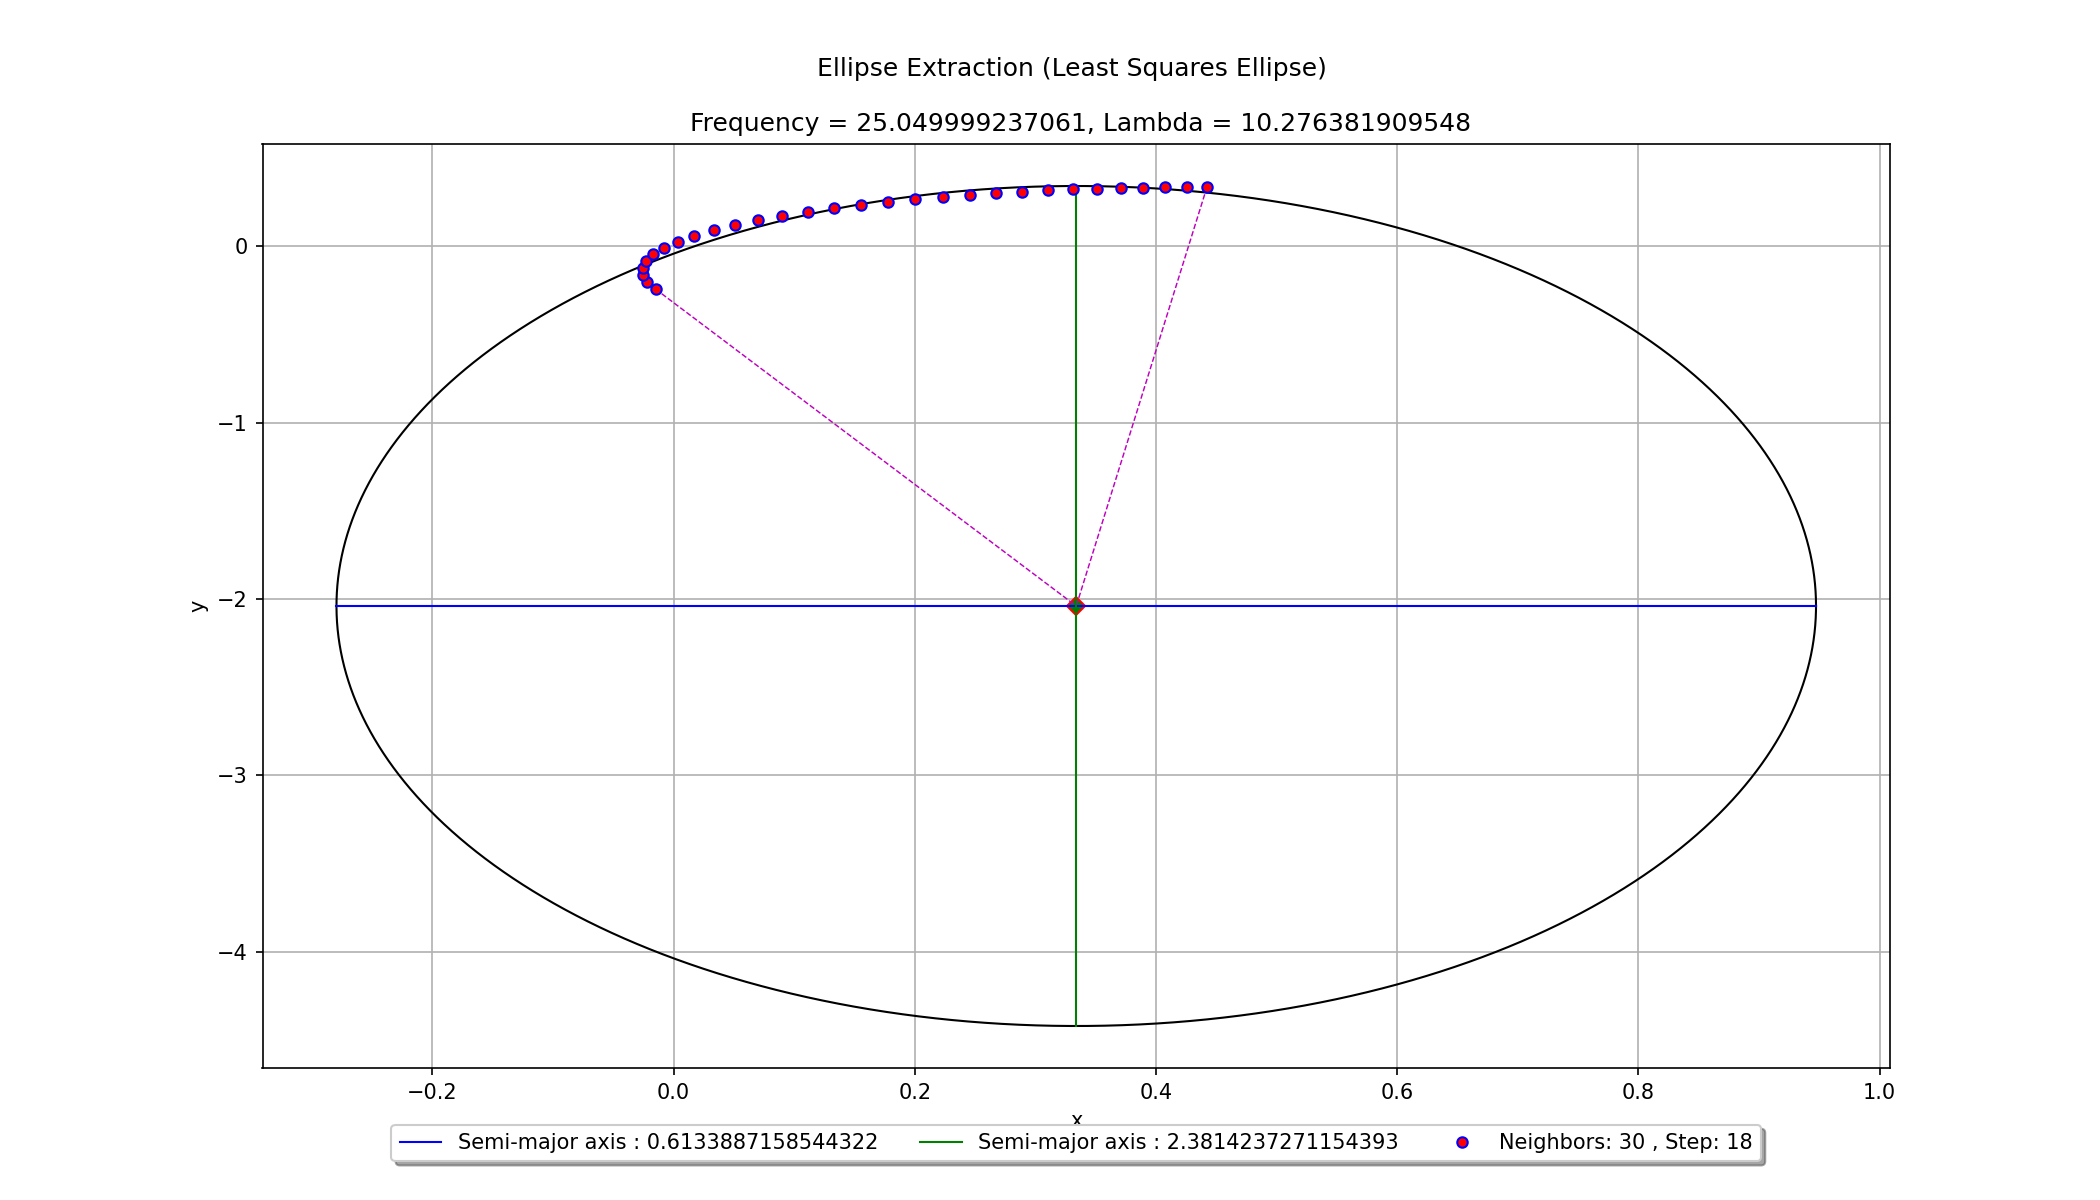 Ellipse Extraction (Least Squares Ellipse)
Frequency = 25.049999237061, Lambda = 10.276381909548
0
−1
−2
−3
−4
y
−0.2 0.0 0.2 0.4 0.6 0.8 1.0
x
Semi-major axis : 0.6133887158544322 Semi-major axis : 2.3814237271154393 Neighbors: 30 , Step: 18